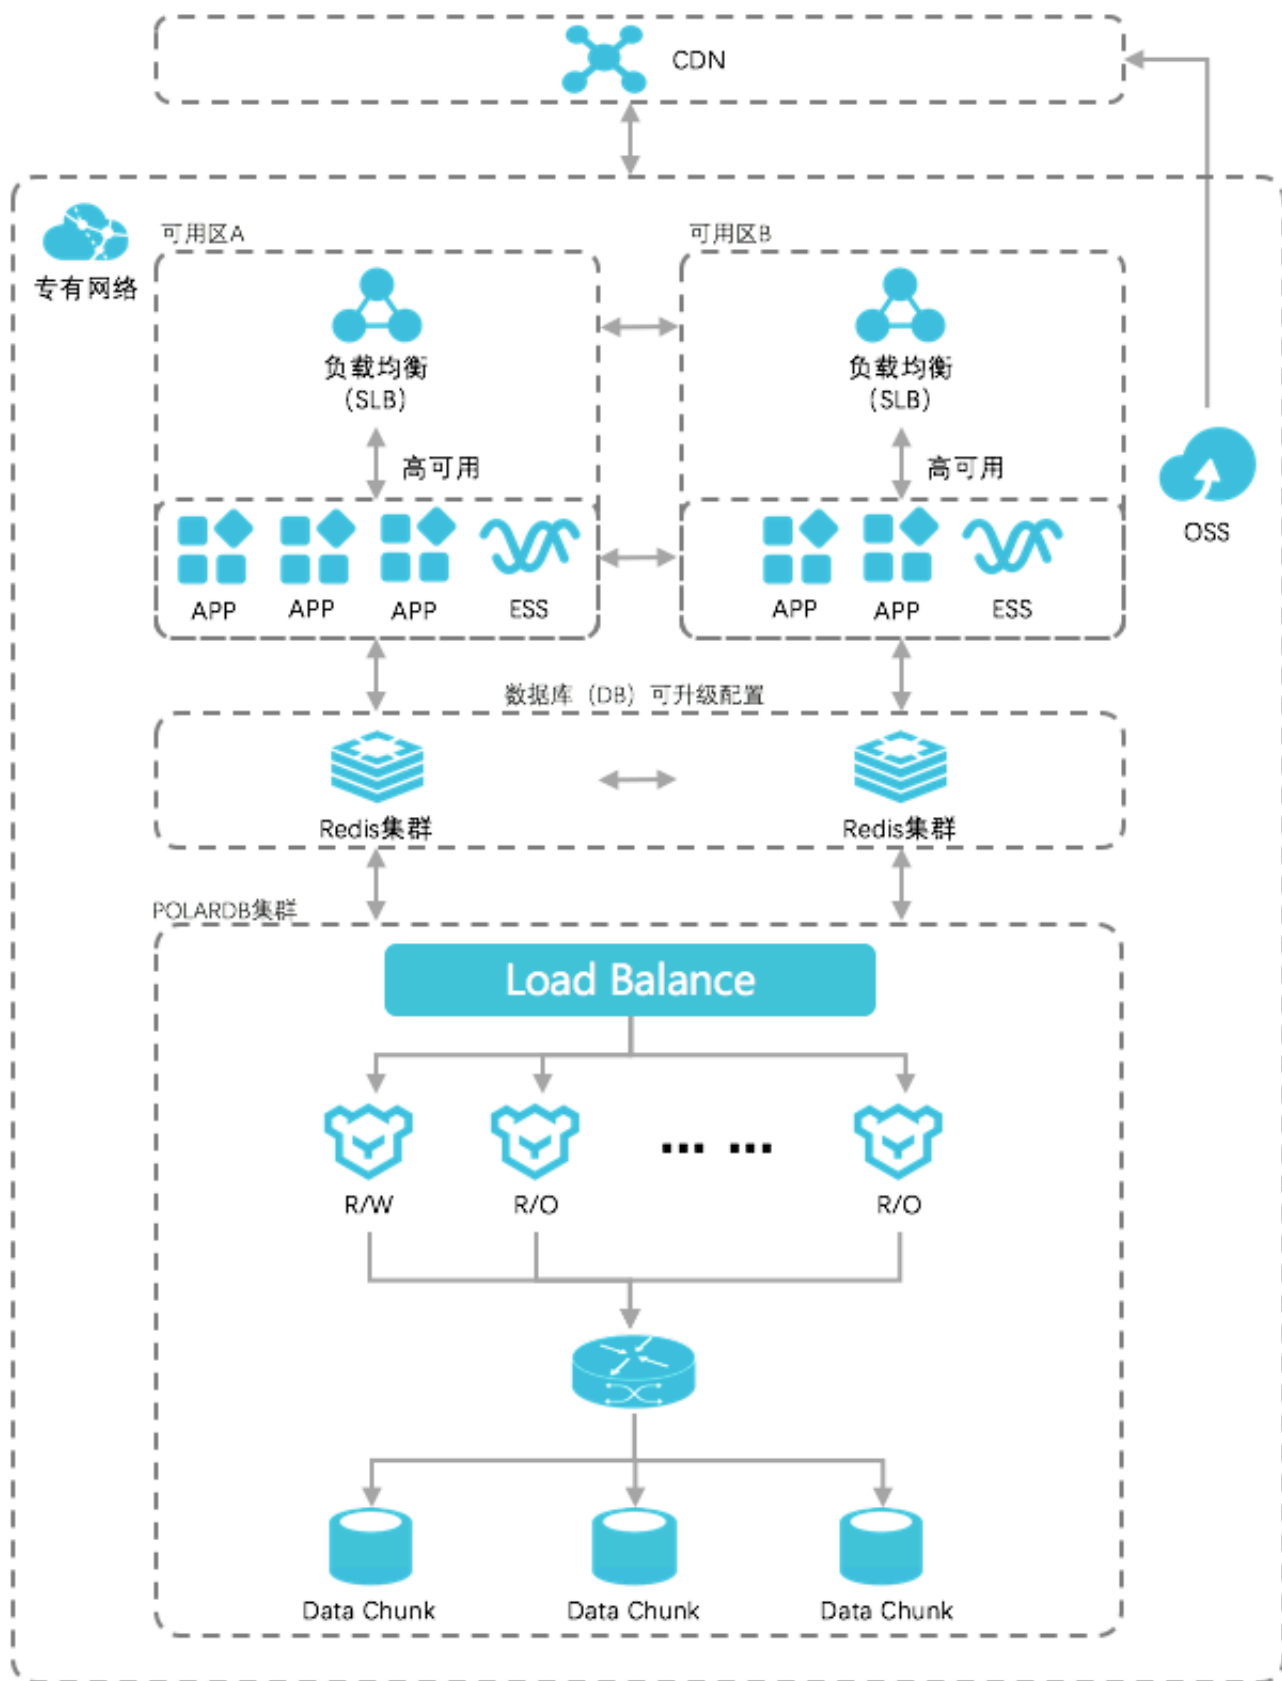 CDN
专有网络
可用区A
可用区B
负载均衡
(SLB)
负载均衡
(SLB)
高可用
高可用
OSS
APP
APP
APP
ESS
APP
APP
ESS
数据库（DB）可升级配置
Redis集群
Redis集群
POLARDB集群
Load Balance
... ...
R/W
R/O
R/O
Data Chunk
Data Chunk
Data Chunk